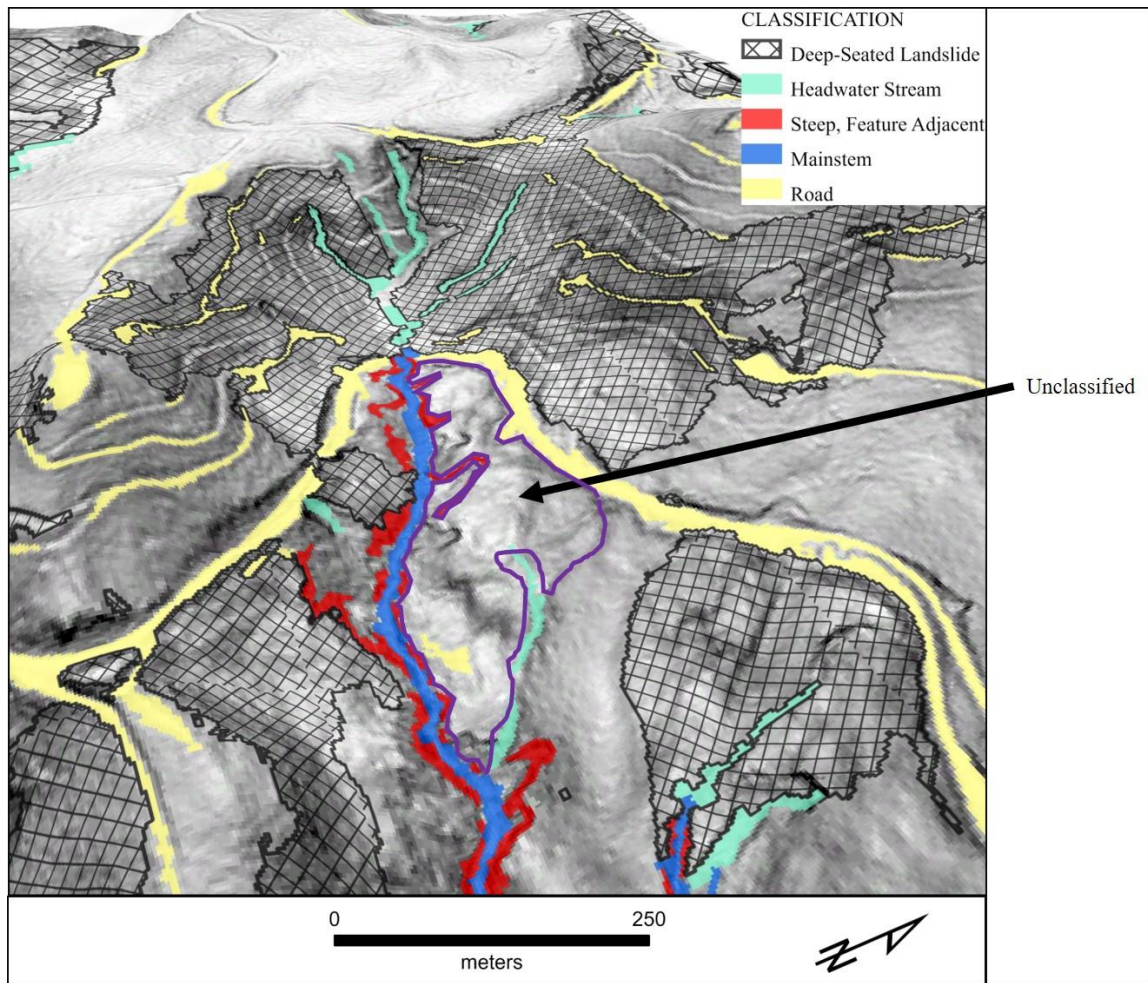 CLASSIFICATION
Deep-Seated Landslide
Headwater Stream
Steep, Feature Adjacent
Mainstem
Road
Unclassified
0 250
meters
N